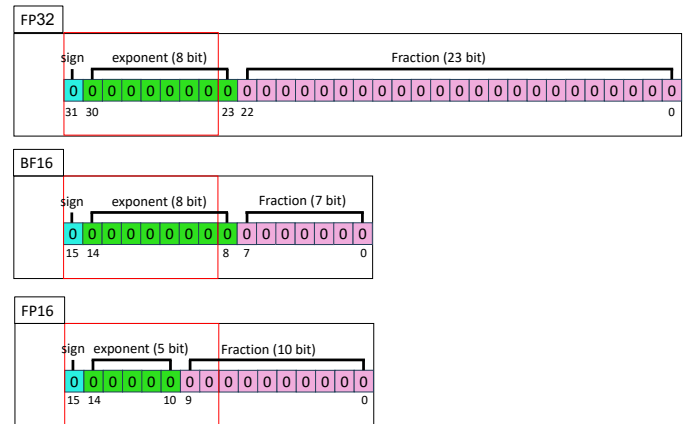 FP32
sign exponent (8 bit) Fraction (23 bit)
0 0 0 0 0 0 0 0 0 0 0 0 0 0 0 0 0 0 0 0 0 0 0 0 0 0 0 0 0 0 0 0
31 30 23 22 0
BF16
sign exponent (8 bit) Fraction (7 bit)
0 0 0 0 0 0 0 0 0 0 0 0 0 0 0 0
15 14 8 7 0
FP16
sign exponent (5 bit) Fraction (10 bit)
0 0 0 0 0 0 0 0 0 0 0 0 0 0 0 0
15 14 10 9 0